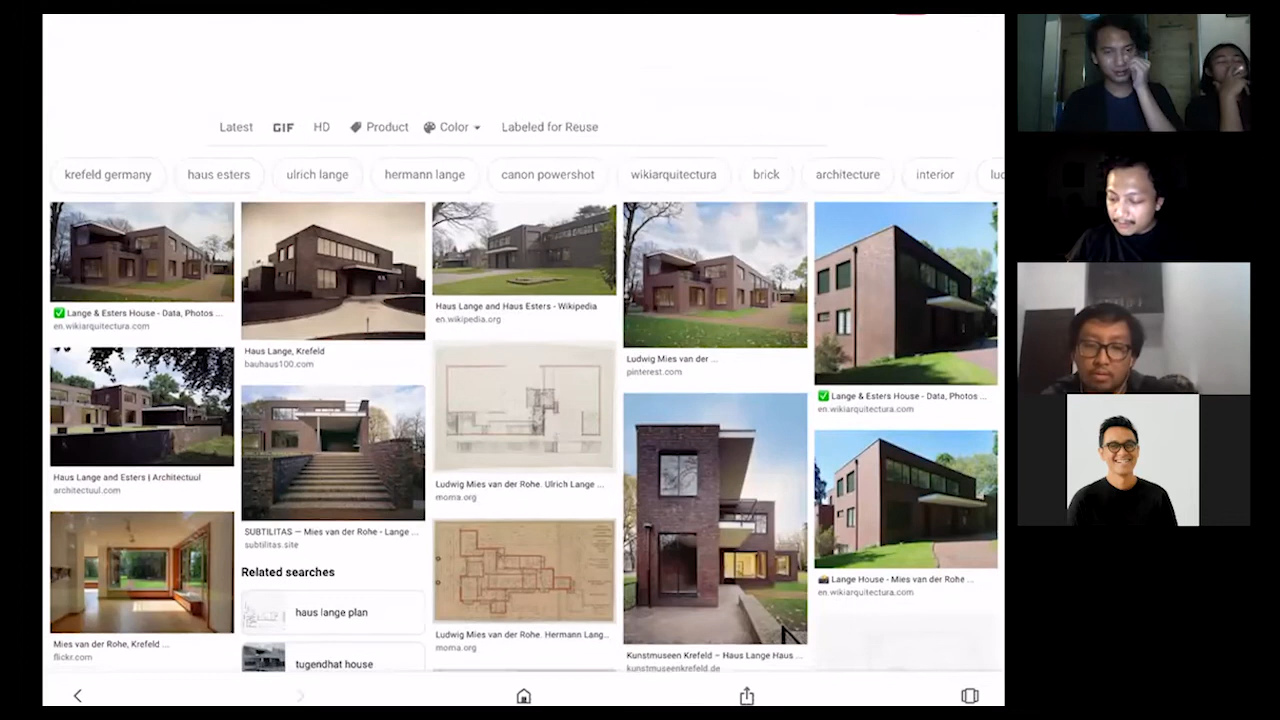 Latest GIF HD Product Color Labeled for Reuse
krefeld germany haus esters ulrich lange hermann lange canon powershot wikiarquitectura brick architecture interior
✅ Lange & Esters House - Data, Photos ...
en.wikiarquitectura.com
Haus Lange and Esters | Architectuul
architectuul.com
Mies van der Rohe, Krefeld ...
flickr.com
Haus Lange, Krefeld
bauhaus100.com
SUBTILITAS — Mies van der Rohe - Lange ...
subtilitas.site
Related searches
haus lange plan
tugendhat house
Haus Lange and Haus Esters - Wikipedia
en.wikipedia.org
Ludwig Mies van der Rohe. Ulrich Lange ...
moma.org
Ludwig Mies van der Rohe. Hermann Lang...
moma.org
Ludwig Mies van der ...
pinterest.com
Kunstmuseen Krefeld – Haus Lange Haus ...
kunstmuseenkrefeld.de
✅ Lange & Esters House - Data, Photos ...
en.wikiarquitectura.com
📸 Lange House - Mies van der Rohe ...
en.wikiarquitectura.com